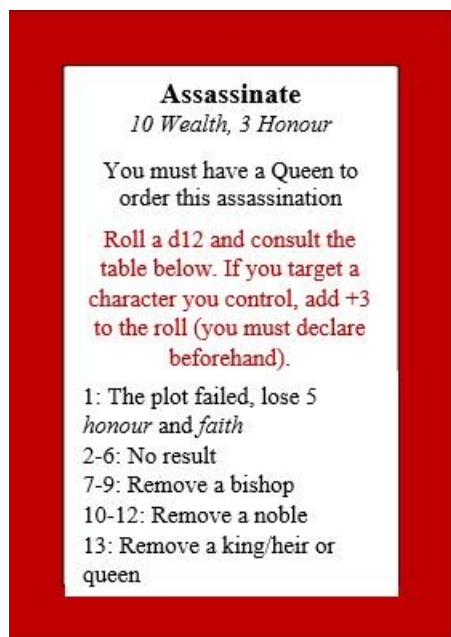 Assassinate
10 Wealth, 3 Honour
You must have a Queen to
order this assassination
Roll a d12 and consult the
table below. If you target a
character you control, add +3
to the roll (you must declare
beforehand).
1: The plot failed, lose 5
honour and faith
2-6: No result
7-9: Remove a bishop
10-12: Remove a noble
13: Remove a king/heir or
queen